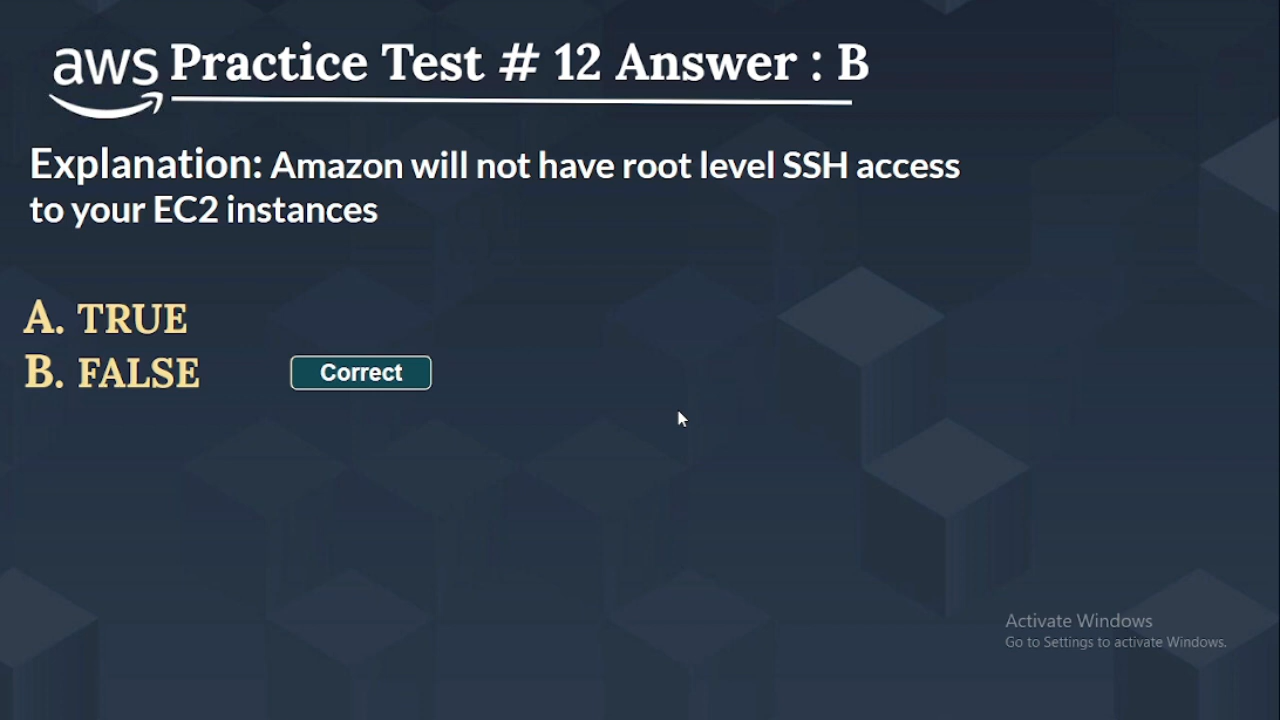 aws Practice Test # 12 Answer : B
Explanation: Amazon will not have root level SSH access
to your EC2 instances
A. TRUE
B. FALSE Correct
Activate Windows
Go to Settings to activate Windows.